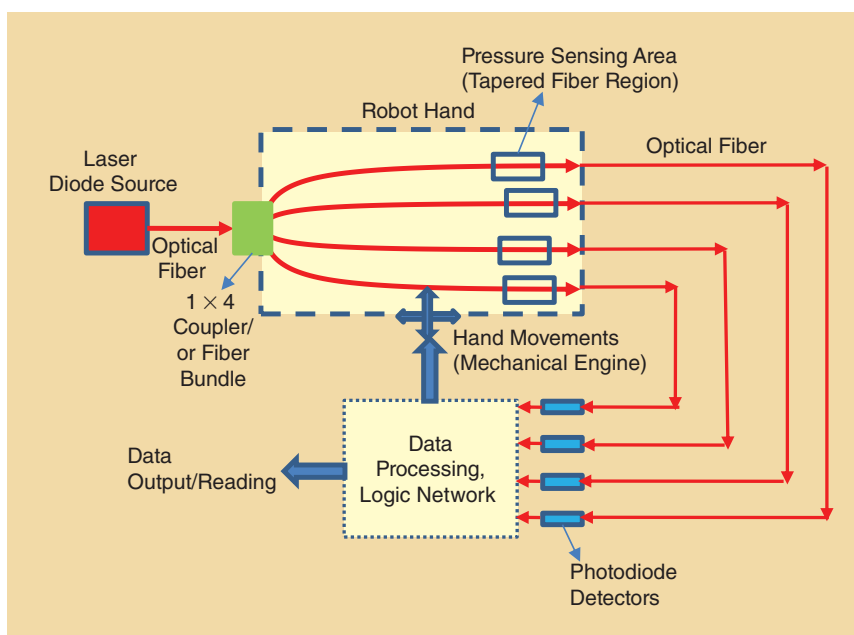 Pressure Sensing Area
(Tapered Fiber Region)
Robot Hand
Laser
Diode Source
Optical Fiber
Optical
Fiber
1 × 4
Coupler/
or Fiber
Bundle
Hand Movements
(Mechanical Engine)
Data
Processing,
Logic Network
Data
Output/Reading
Photodiode
Detectors